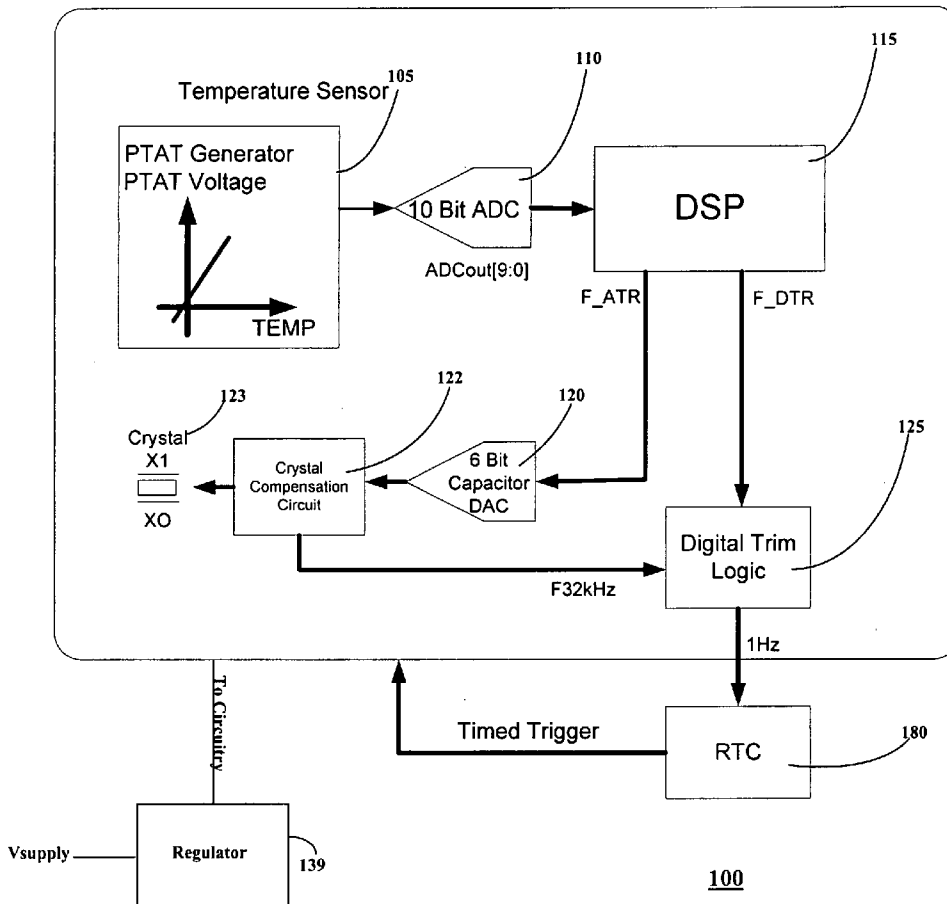 105
110
115
Temperature Sensor
PTAT Generator
PTAT Voltage
TEMP
10 Bit ADC
ADCout[9:0]
DSP
F_ATR
F_DTR
123
122
120
125
Crystal
X1
XO
Crystal
Compensation
Circuit
6 Bit
Capacitor
DAC
Digital Trim
Logic
F32kHz
1Hz
To Circuitry
Timed Trigger
RTC
180
Vsupply
Regulator
139
100